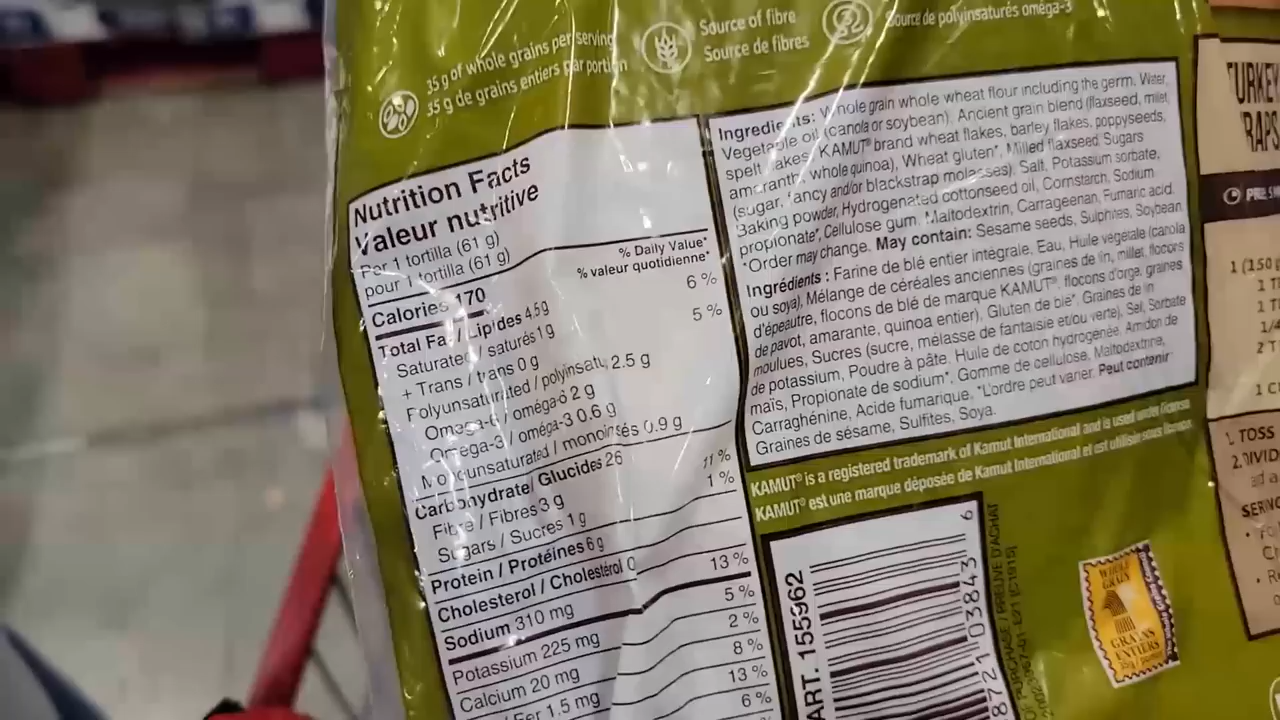 35 g of whole grains per serving
35 g de grains entiers par portion
Source of fibre
Source de fibres
Source de polyinsaturés oméga-3
Nutrition Facts
Valeur nutritive
Per 1 tortilla (61 g)
pour 1 tortilla (61 g)
% Daily Value*
% valeur quotidienne*
Calories 170
Total Fat / Lipides 4.5 g 6 %
Saturated / saturés 1 g 5 %
+ Trans / trans 0 g
Polyunsaturated / polyinsatu 2.5 g
Omega-6 / oméga-6 2 g
Omega-3 / oméga-3 0.6 g
Monounsaturated / monoinsés 0.9 g
Carbohydrate / Glucides 26
Fibre / Fibres 3 g 11 %
Sugars / Sucres 1 g 1 %
Protein / Protéines 6 g
Cholesterol / Cholestérol 0
Sodium 310 mg 13 %
Potassium 225 mg 5 %
Calcium 20 mg 2 %
Fer 1.5 mg 8 %
13 %
6 %
Ingredients: Whole grain whole wheat flour including the germ, Water,
Vegetable oil (canola or soybean), Ancient grain blend (flaxseed, millet,
spelt flakes, KAMUT® brand wheat flakes, barley flakes, poppyseeds,
amaranth, whole quinoa), Wheat gluten*, Milled flaxseed, Sugars
(sugar, fancy and/or blackstrap molasses), Salt, Potassium sorbate,
Baking powder, Hydrogenated cottonseed oil, Cornstarch, Sodium
propionate*, Cellulose gum, Maltodextrin, Carrageenan, Fumaric acid.
*Order may change. May contain: Sesame seeds, Sulphites, Soybean.
Ingrédients : Farine de blé entier intégrale, Eau, Huile végétale (canola
ou soya), Mélange de céréales anciennes (graines de lin, millet, flocons
d'épeautre, flocons de blé de marque KAMUT®, flocons d'orge, graines
de pavot, amarante, quinoa entier), Gluten de blé*, Graines de lin
moulues, Sucres (sucre, mélasse de fantaisie et/ou verte), Sel, Sorbate
de potassium, Poudre à pâte, Huile de coton hydrogénée, Amidon de
maïs, Propionate de sodium*, Gomme de cellulose, Maltodextrine,
Carraghénine, Acide fumarique. *L'ordre peut varier. Peut contenir:
Graines de sésame, Sulfites, Soya.
KAMUT® is a registered trademark of Kamut International and is used under license
KAMUT® est une marque déposée de Kamut International et est utilisée sous licence
ART. 155962
8721 103843 6
WHOLE
GRAIN
GRAINS
ENTIERS
PRE
1 (150
1. TOSS